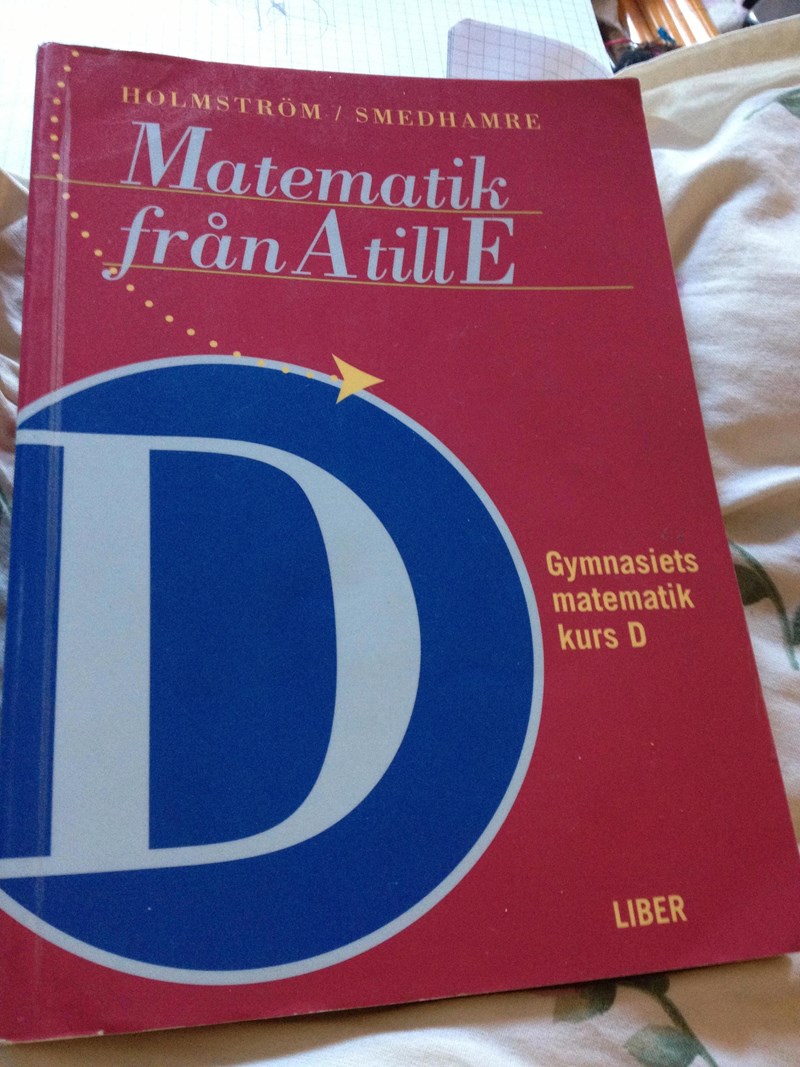 HOLMSTRÖM / SMEDHAMRE
Matematik
från A till E
D
Gymnasiets
matematik
kurs D
LIBER